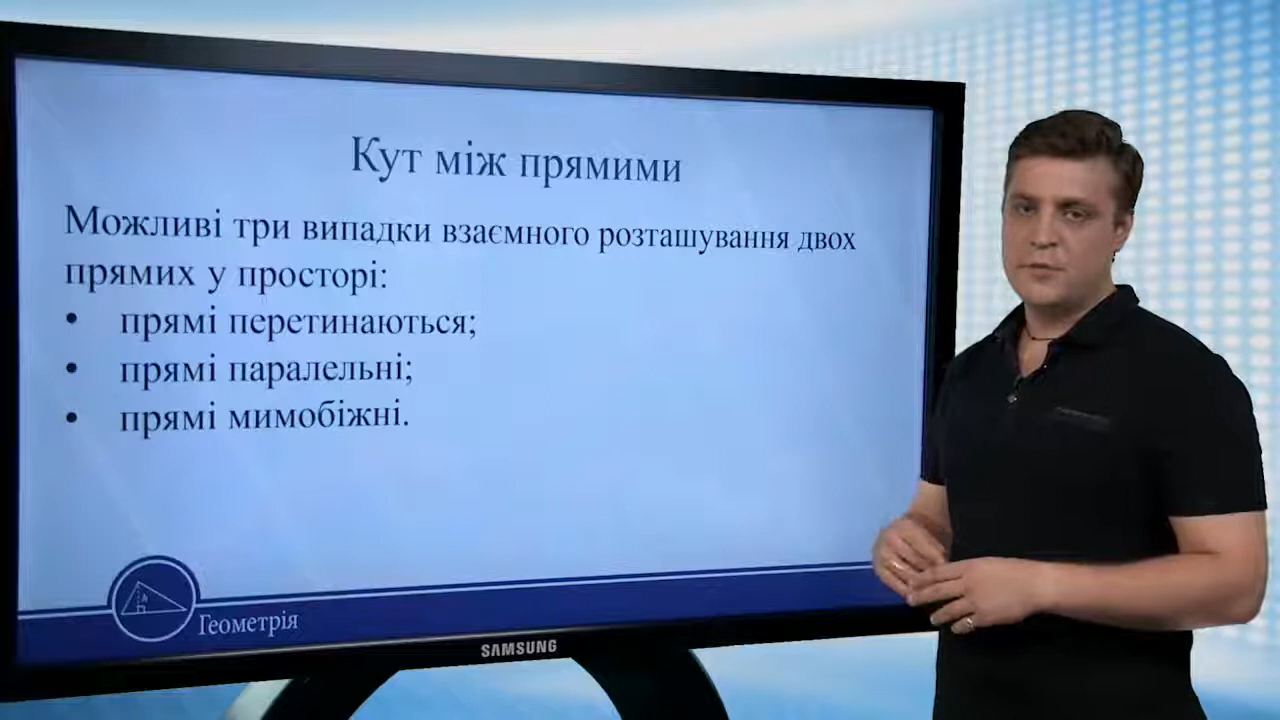 Кут між прямими
Можливі три випадки взаємного розташування двох
прямих у просторі:
• прямі перетинаються;
• прямі паралельні;
• прямі мимобіжні.
Геометрія
SAMSUNG